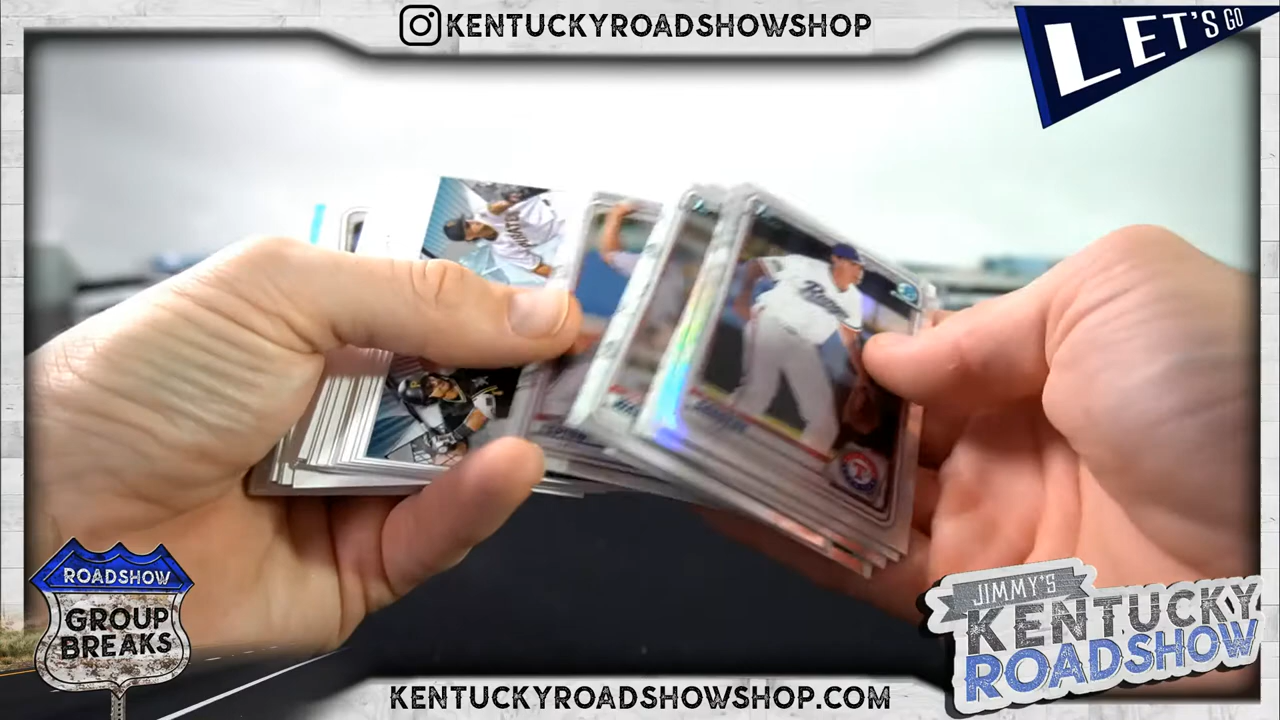 KENTUCKYROADSHOWSHOP
LET'S GO
ROADSHOW
GROUP
BREAKS
JIMMY'S
KENTUCKY
ROADSHOW
KENTUCKYROADSHOWSHOP.COM